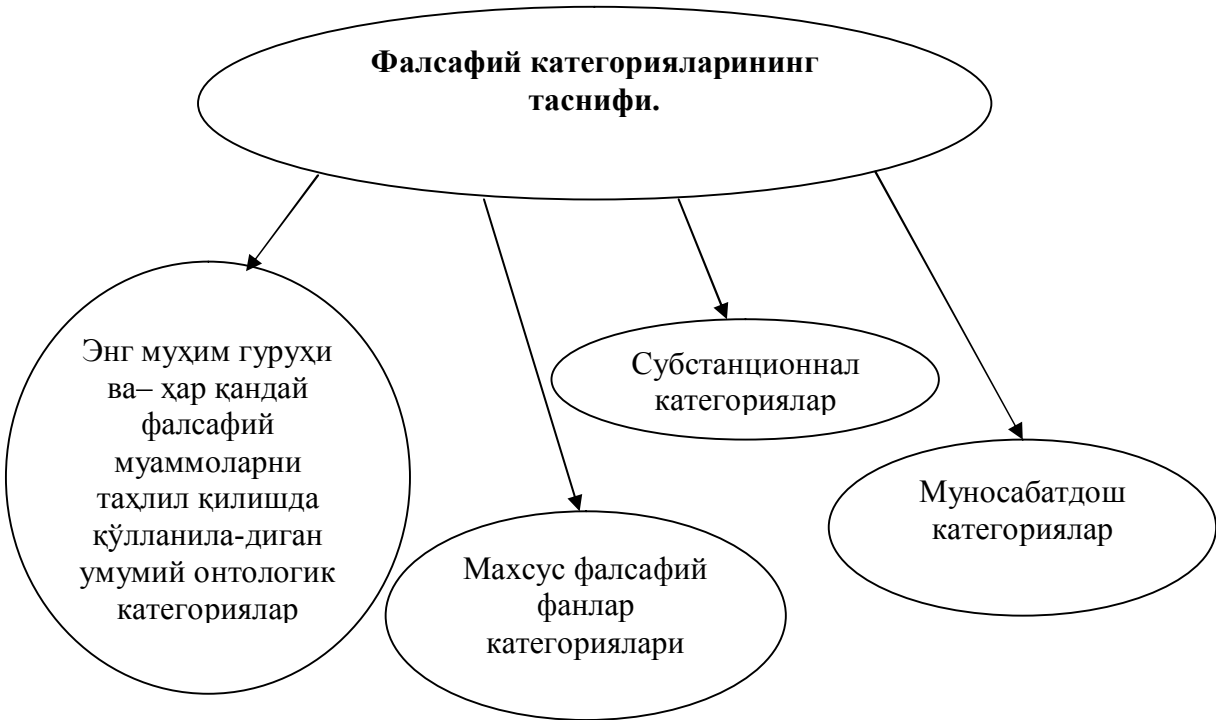 Фалсафий категорияларининг
таснифи.
Энг муҳим гуруҳи
ва– ҳар қандай
фалсафий
муаммоларни
таҳлил қилишда
қўлланила-диган
умумий онтологик
категориялар
Махсус фалсафий
фанлар
категориялари
Субстанционнал
категориялар
Муносабатдош
категориялар